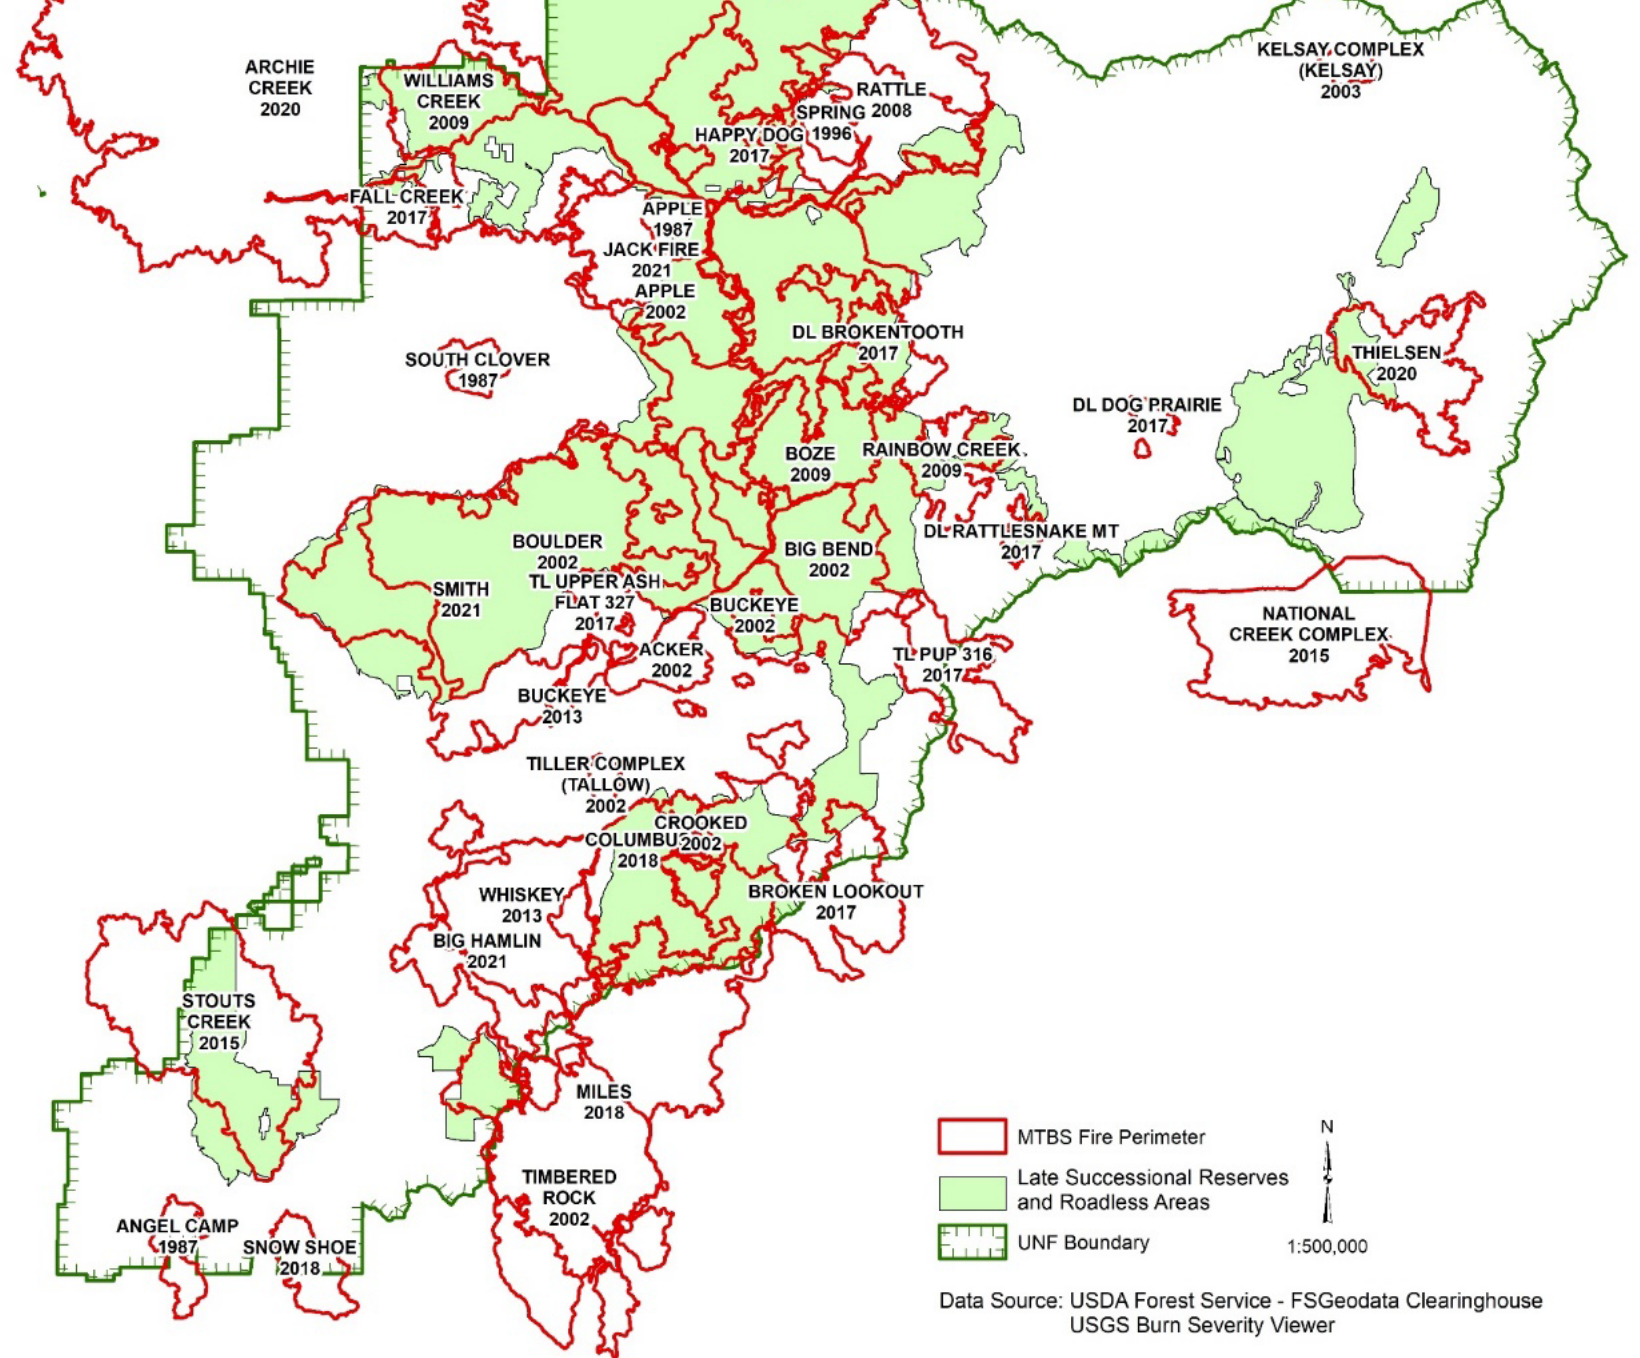 KELSAY COMPLEX
(KELSAY)
2003
ARCHIE
CREEK
2020
WILLIAMS
CREEK
2009
RATTLE
2008
SPRING
1996
HAPPY DOG
2017
FALL CREEK
2017
APPLE
1987
JACK FIRE
2021
APPLE
2002
DL BROKENTOOTH
2017
SOUTH CLOVER
1987
THIELSEN
2020
DL DOG PRAIRIE
2017
BOZE
2009
RAINBOW CREEK
2009
DL RATTLESNAKE MT
2017
BOULDER
2002
BIG BEND
2002
TL UPPER ASH
FLAT 327
2017
SMITH
2021
BUCKEYE
2002
NATIONAL
CREEK COMPLEX
2015
ACKER
2002
TL PUP 316
2017
BUCKEYE
2013
TILLER COMPLEX
(TALLOW)
2002
CROOKED
2002
COLUMBUS
2018
WHISKEY
2013
BROKEN LOOKOUT
2017
BIG HAMLIN
2021
STOUTS
CREEK
2015
MILES
2018
TIMBERED
ROCK
2002
ANGEL CAMP
1987
SNOW SHOE
2018
MTBS Fire Perimeter
Late Successional Reserves
and Roadless Areas
UNF Boundary
N
1:500,000
Data Source: USDA Forest Service - FSGeodata Clearinghouse
USGS Burn Severity Viewer